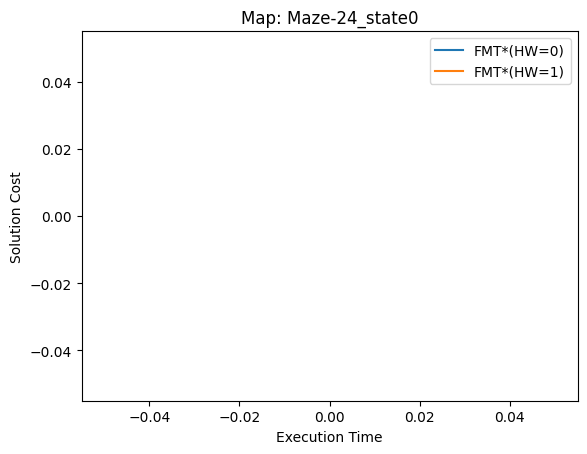 Map: Maze-24_state0
FMT*(HW=0)
FMT*(HW=1)
Solution Cost
0.04
0.02
0.00
−0.02
−0.04
−0.04
−0.02
0.00
0.02
0.04
Execution Time